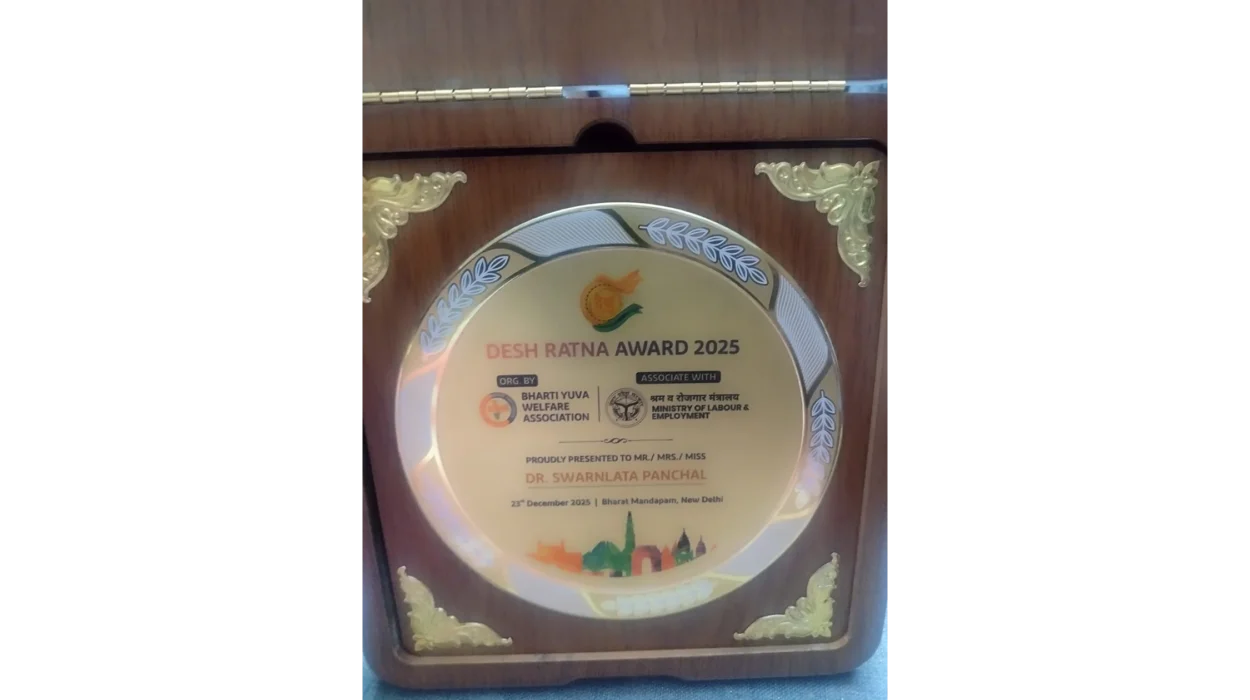 DESH RATNA AWARD 2025
ORG. BY
BHARTI YUVA
WELFARE
ASSOCIATION
ASSOCIATE WITH
श्रम व रोजगार मंत्रालय
MINISTRY OF LABOUR &
EMPLOYMENT
PROUDLY PRESENTED TO MR./ MRS./ MISS
DR. SWARNLATA PANCHAL
23rd December 2025 | Bharat Mandapam, New Delhi